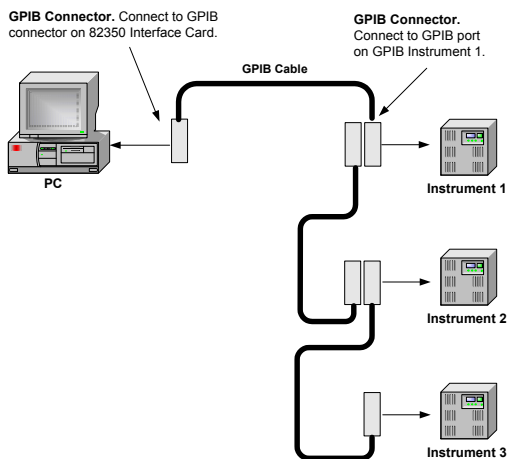 GPIB Connector. Connect to GPIB
connector on 82350 Interface Card.
GPIB Connector.
Connect to GPIB port
on GPIB Instrument 1.
GPIB Cable
PC
Instrument 1
Instrument 2
Instrument 3